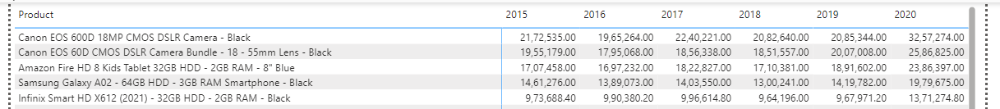 Product 2015 2016 2017 2018 2019 2020
Canon EOS 600D 18MP CMOS DSLR Camera - Black 21,72,535.00 19,65,264.00 22,40,221.00 20,82,640.00 20,85,344.00 32,57,274.00
Canon EOS 60D CMOS DSLR Camera Bundle - 18 - 55mm Lens - Black 19,55,179.00 17,95,068.00 18,56,338.00 18,51,557.00 20,07,008.00 25,86,825.00
Amazon Fire HD 8 Kids Tablet 32GB HDD - 2GB RAM - 8" Blue 17,07,458.00 16,97,232.00 18,22,827.00 17,10,381.00 18,91,602.00 23,86,397.00
Samsung Galaxy A02 - 64GB HDD - 3GB RAM Smartphone - Black 14,61,276.00 13,89,073.00 14,03,550.00 13,00,241.00 14,19,782.00 19,79,675.00
Infinix Smart HD X612 (2021) - 32GB HDD - 2GB RAM - Black 9,73,688.40 9,90,380.20 9,96,614.80 9,64,196.00 9,67,971.20 13,71,274.80